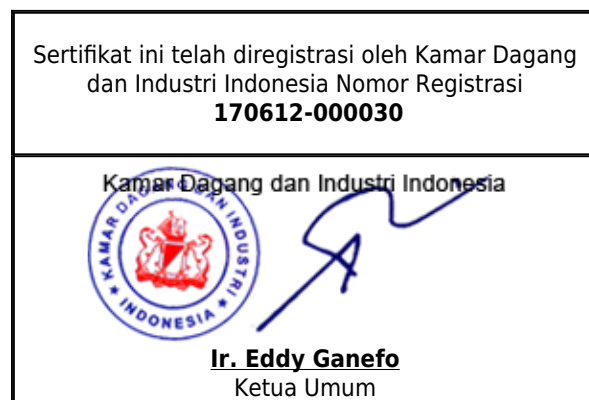 Sertifikat ini telah diregistrasi oleh Kamar Dagang
dan Industri Indonesia Nomor Registrasi
170612-000030
Kamar Dagang dan Industri Indonesia
KAMAR DAGANG DAN INDUSTRI
INDONESIA
Ir. Eddy Ganefo
Ketua Umum